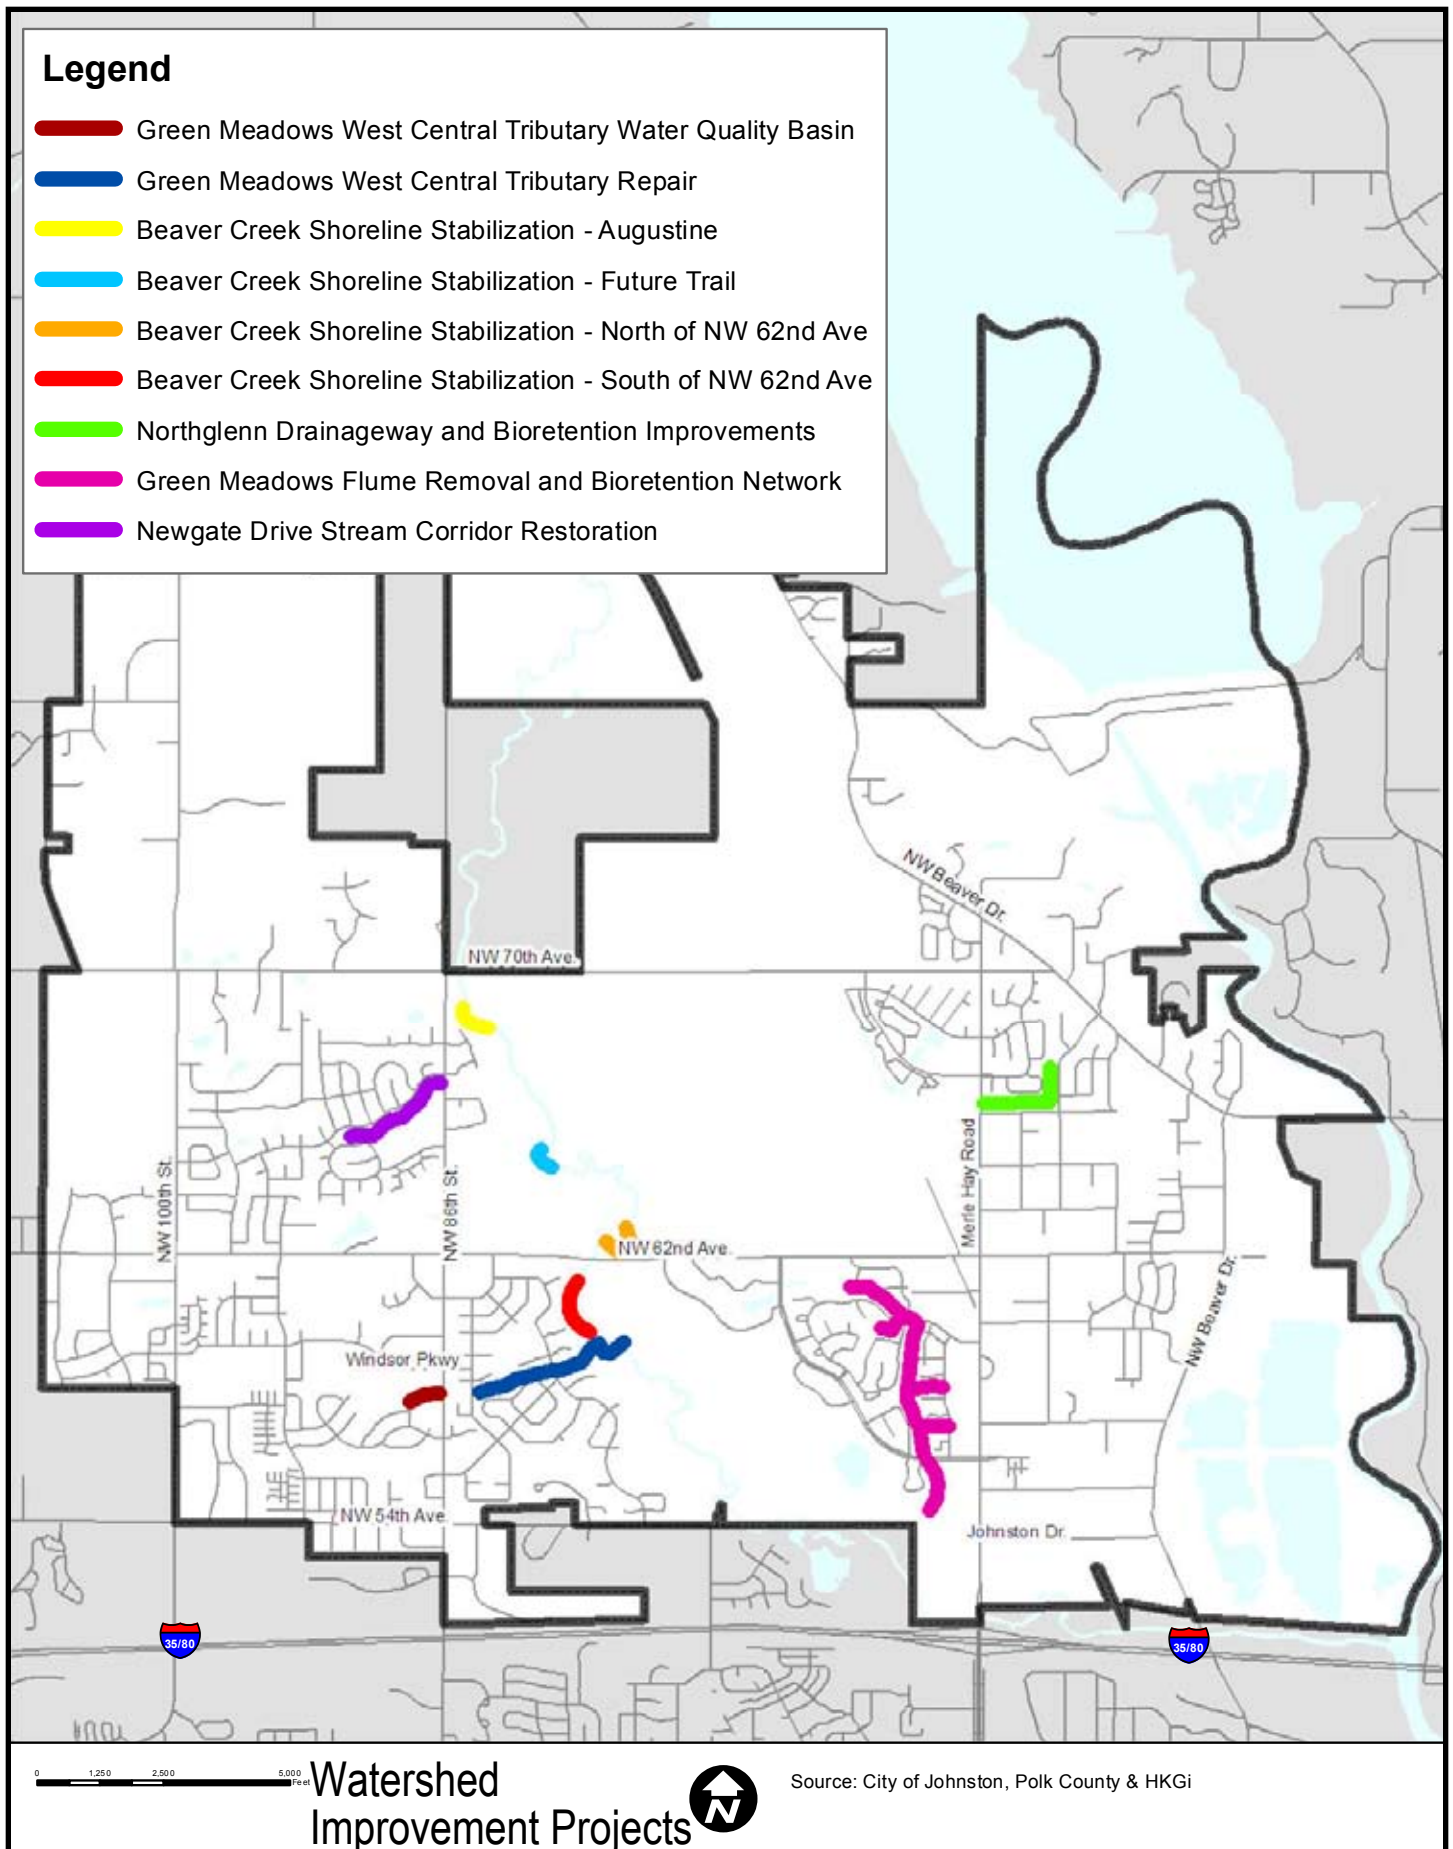 Legend
Green Meadows West Central Tributary Water Quality Basin
Green Meadows West Central Tributary Repair
Beaver Creek Shoreline Stabilization - Augustine
Beaver Creek Shoreline Stabilization - Future Trail
Beaver Creek Shoreline Stabilization - North of NW 62nd Ave
Beaver Creek Shoreline Stabilization - South of NW 62nd Ave
Northglenn Drainageway and Bioretention Improvements
Green Meadows Flume Removal and Bioretention Network
Newgate Drive Stream Corridor Restoration
NW Beaver Dr.
NW 70th Ave.
NW 100th St.
NW 86th St.
Merle Hay Road
NW 62nd Ave.
NW Beaver Dr.
Windsor Pkwy
NW 54th Ave
Johnston Dr.
35/80
35/80
0 1,250 2,500 5,000
Feet
Watershed
Improvement Projects
N
Source: City of Johnston, Polk County & HKGi